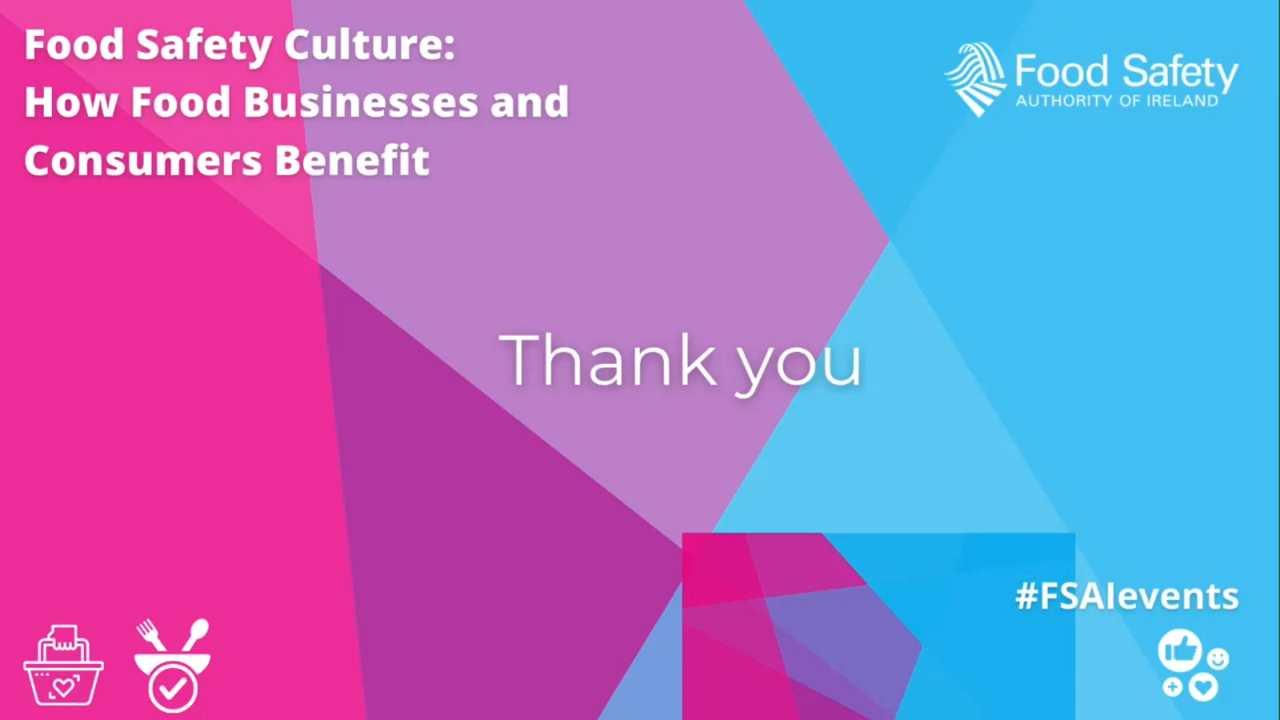 Food Safety Culture:
How Food Businesses and
Consumers Benefit
Food Safety
AUTHORITY OF IRELAND
Thank you
#FSAIevents